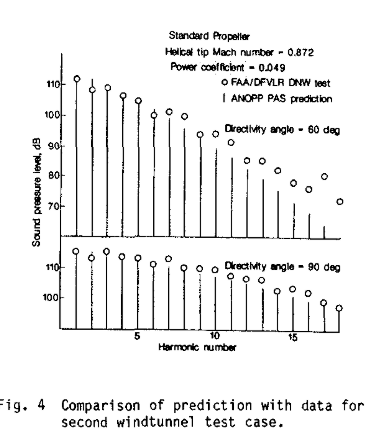 Standard Propeller
Helical tip Mach number - 0.872
Power coefficient - 0.049
o FAA/DFVLR DNW test
| ANOPP PAS prediction
110
100
90
80
70
Directivity angle - 60 deg
Sound pressure level, dB
110
100
Directivity angle - 90 deg
5
10
15
Harmonic number
Fig. 4 Comparison of prediction with data for
second windtunnel test case.